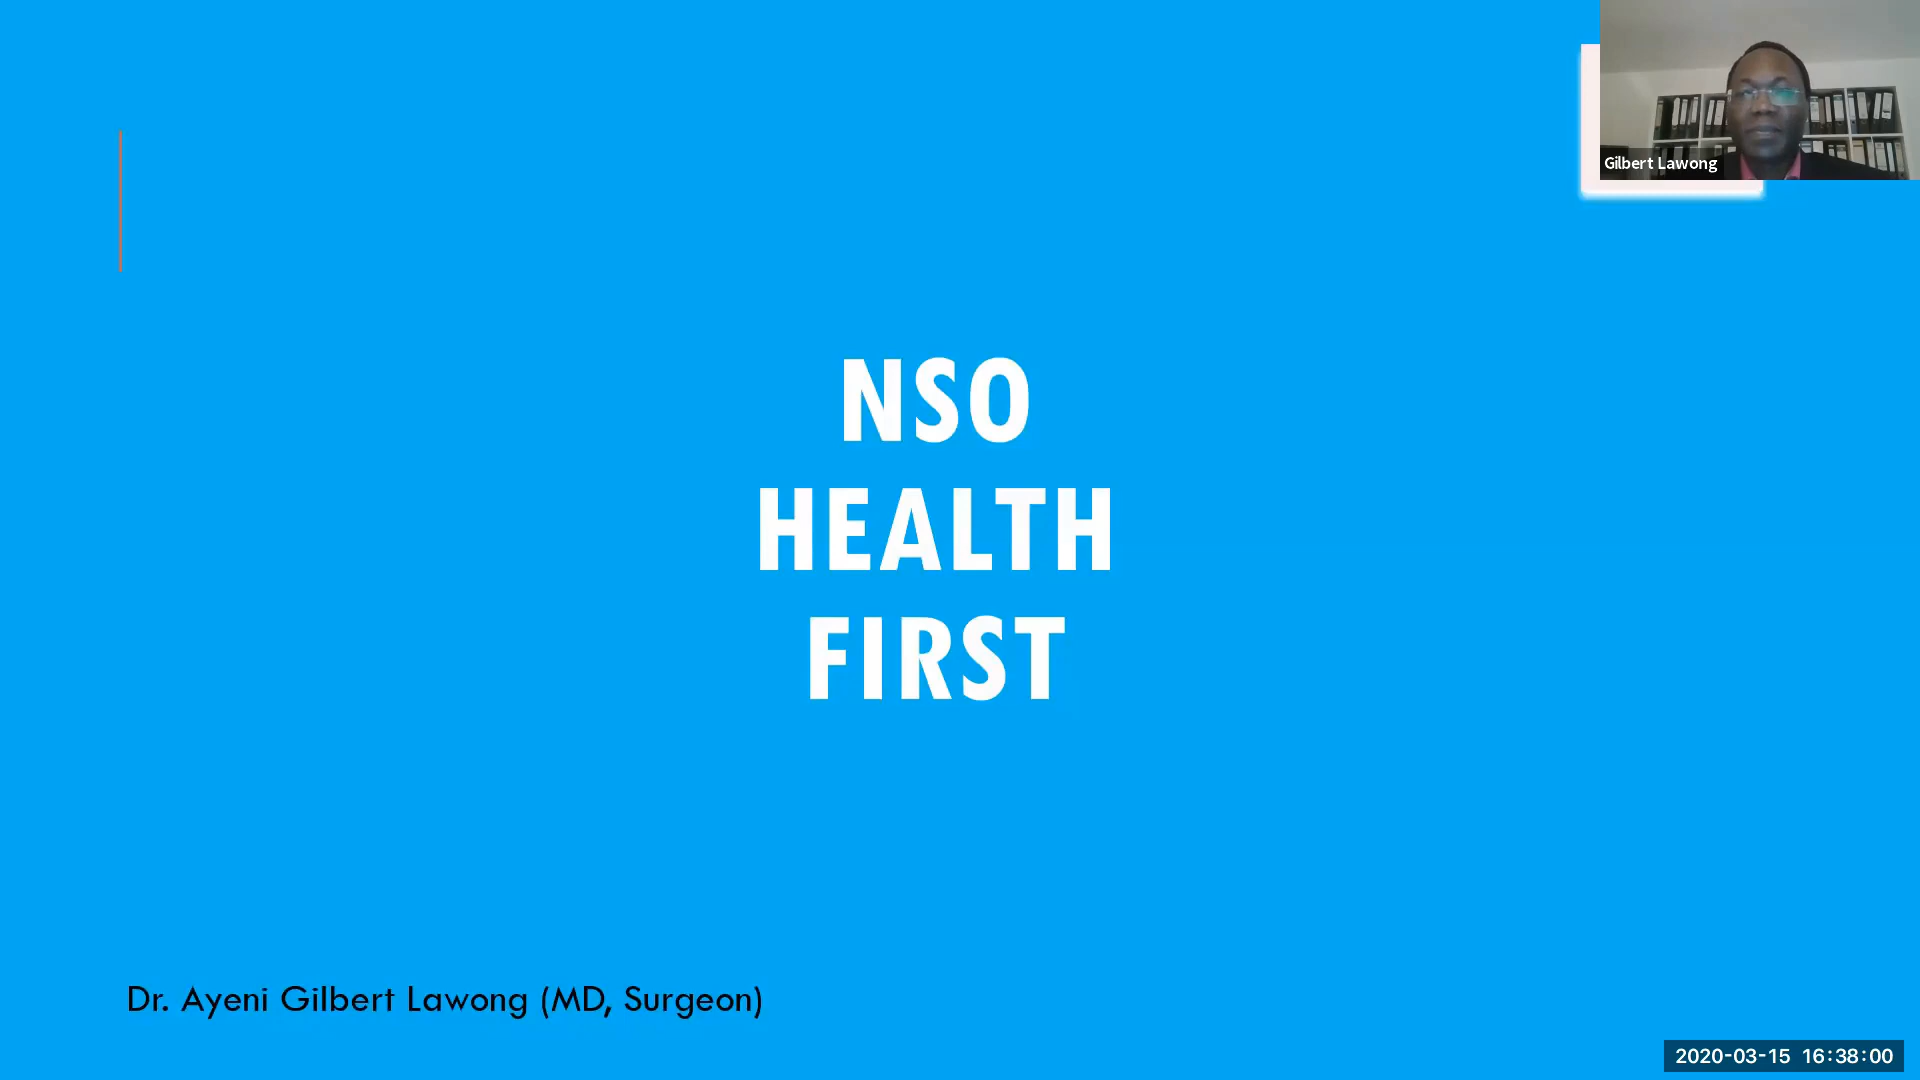 Gilbert Lawong
NSO
HEALTH
FIRST
Dr. Ayeni Gilbert Lawong (MD, Surgeon)
2020-03-15 16:38:00